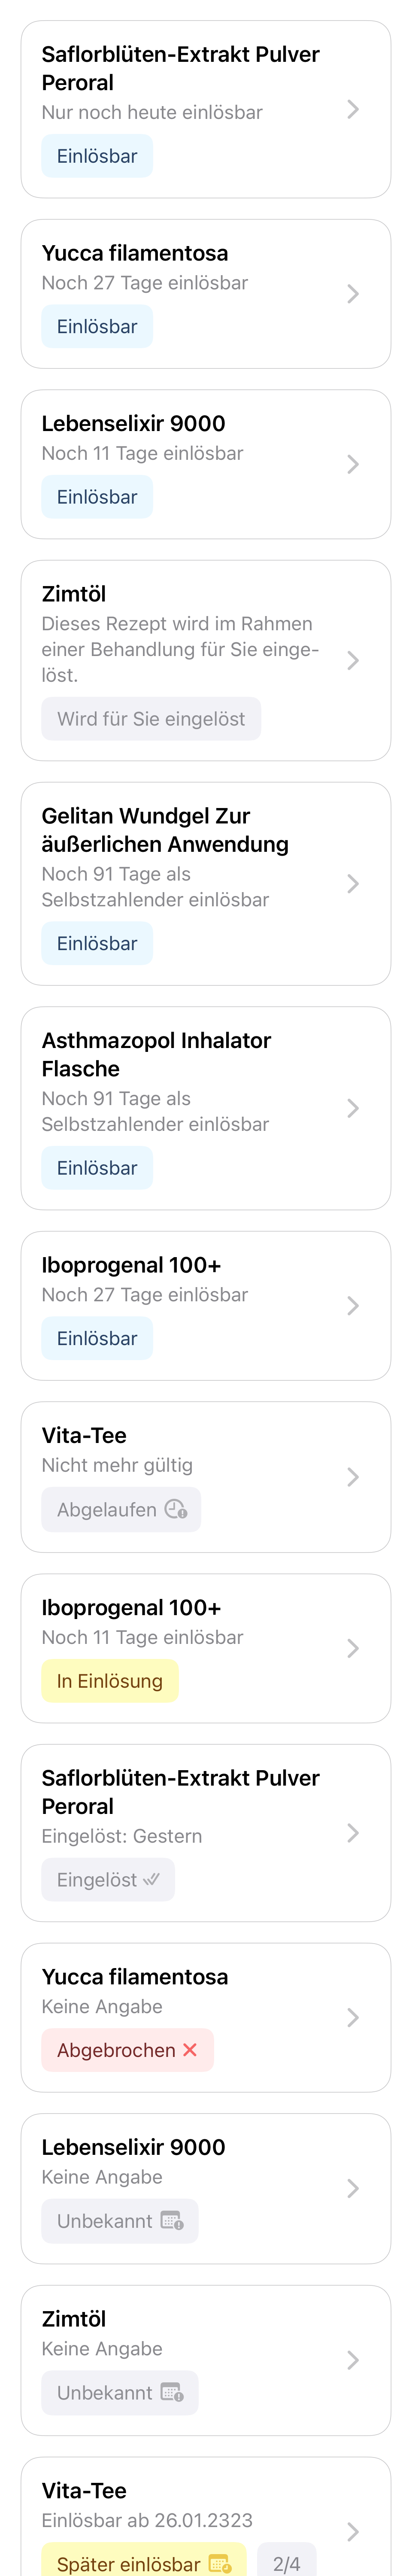 Saflorblüten-Extrakt Pulver
Peroral
Nur noch heute einlösbar
Einlösbar
Yucca filamentosa
Noch 27 Tage einlösbar
Einlösbar
Lebenselixir 9000
Noch 11 Tage einlösbar
Einlösbar
Zimtöl
Dieses Rezept wird im Rahmen
einer Behandlung für Sie einge-
löst.
Wird für Sie eingelöst
Gelitan Wundgel Zur
äußerlichen Anwendung
Noch 91 Tage als
Selbstzahlender einlösbar
Einlösbar
Asthmazopol Inhalator
Flasche
Noch 91 Tage als
Selbstzahlender einlösbar
Einlösbar
Iboprogenal 100+
Noch 27 Tage einlösbar
Einlösbar
Vita-Tee
Nicht mehr gültig
Abgelaufen
Iboprogenal 100+
Noch 11 Tage einlösbar
In Einlösung
Saflorblüten-Extrakt Pulver
Peroral
Eingelöst: Gestern
Eingelöst
Yucca filamentosa
Keine Angabe
Abgebrochen
Lebenselixir 9000
Keine Angabe
Unbekannt
Zimtöl
Keine Angabe
Unbekannt
Vita-Tee
Einlösbar ab 26.01.2323
Später einlösbar 2/4